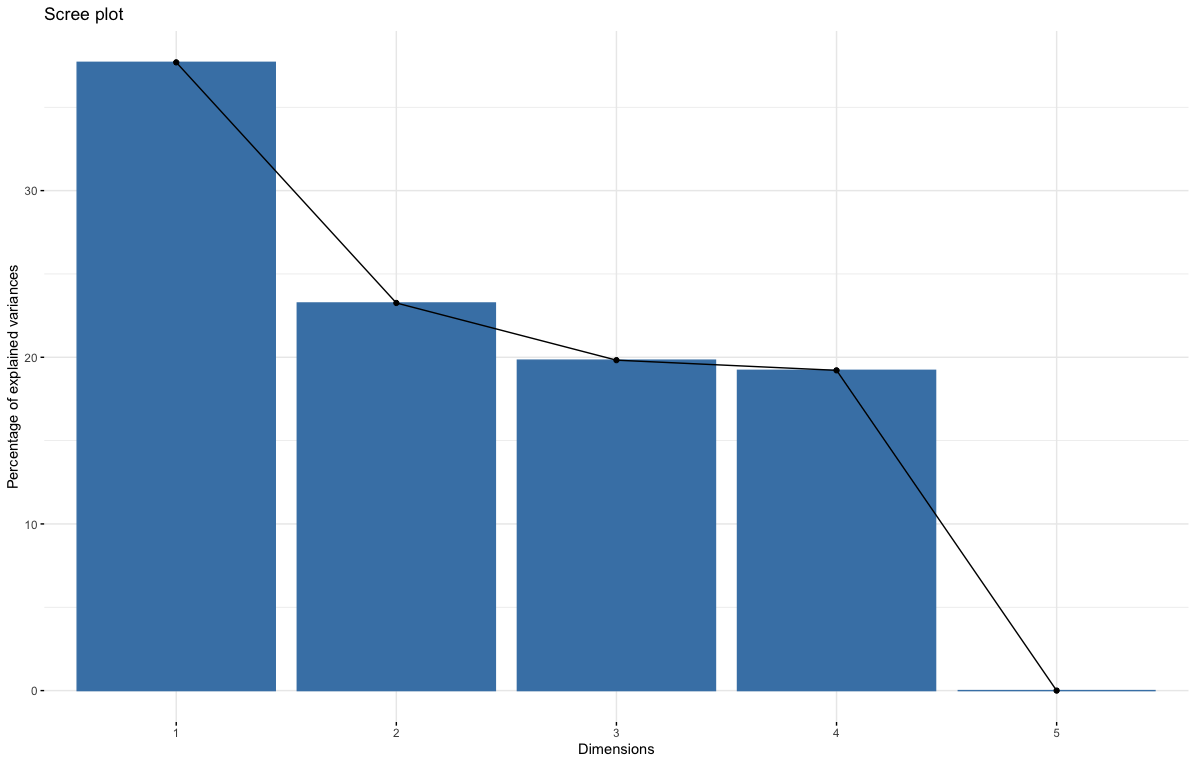 Scree plot
Percentage of explained variances
30
20
10
0
1 2 3 4 5
Dimensions